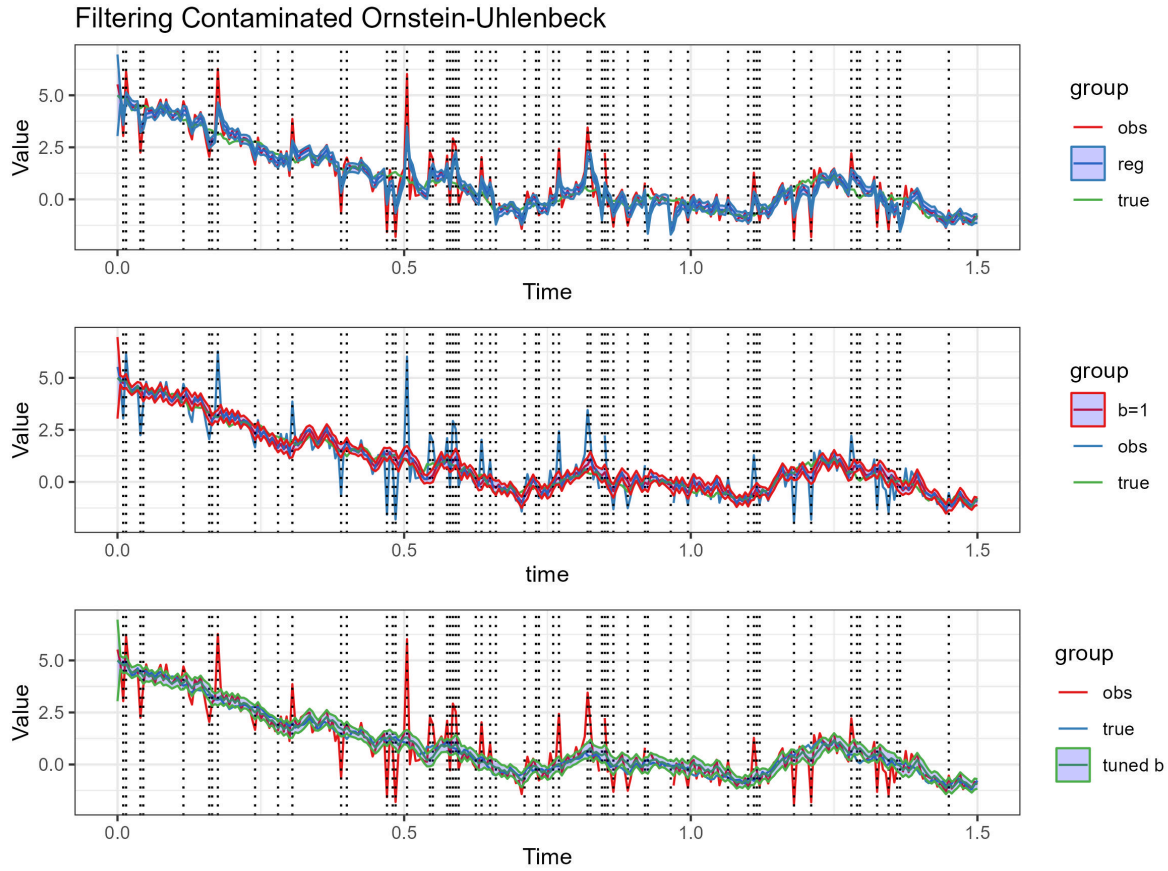 Filtering Contaminated Ornstein-Uhlenbeck
Value
5.0
2.5
0.0
0.0
0.5
1.0
1.5
Time
group
obs
reg
true
Value
5.0
2.5
0.0
0.0
0.5
1.0
1.5
time
group
b=1
obs
true
Value
5.0
2.5
0.0
0.0
0.5
1.0
1.5
Time
group
obs
true
tuned b